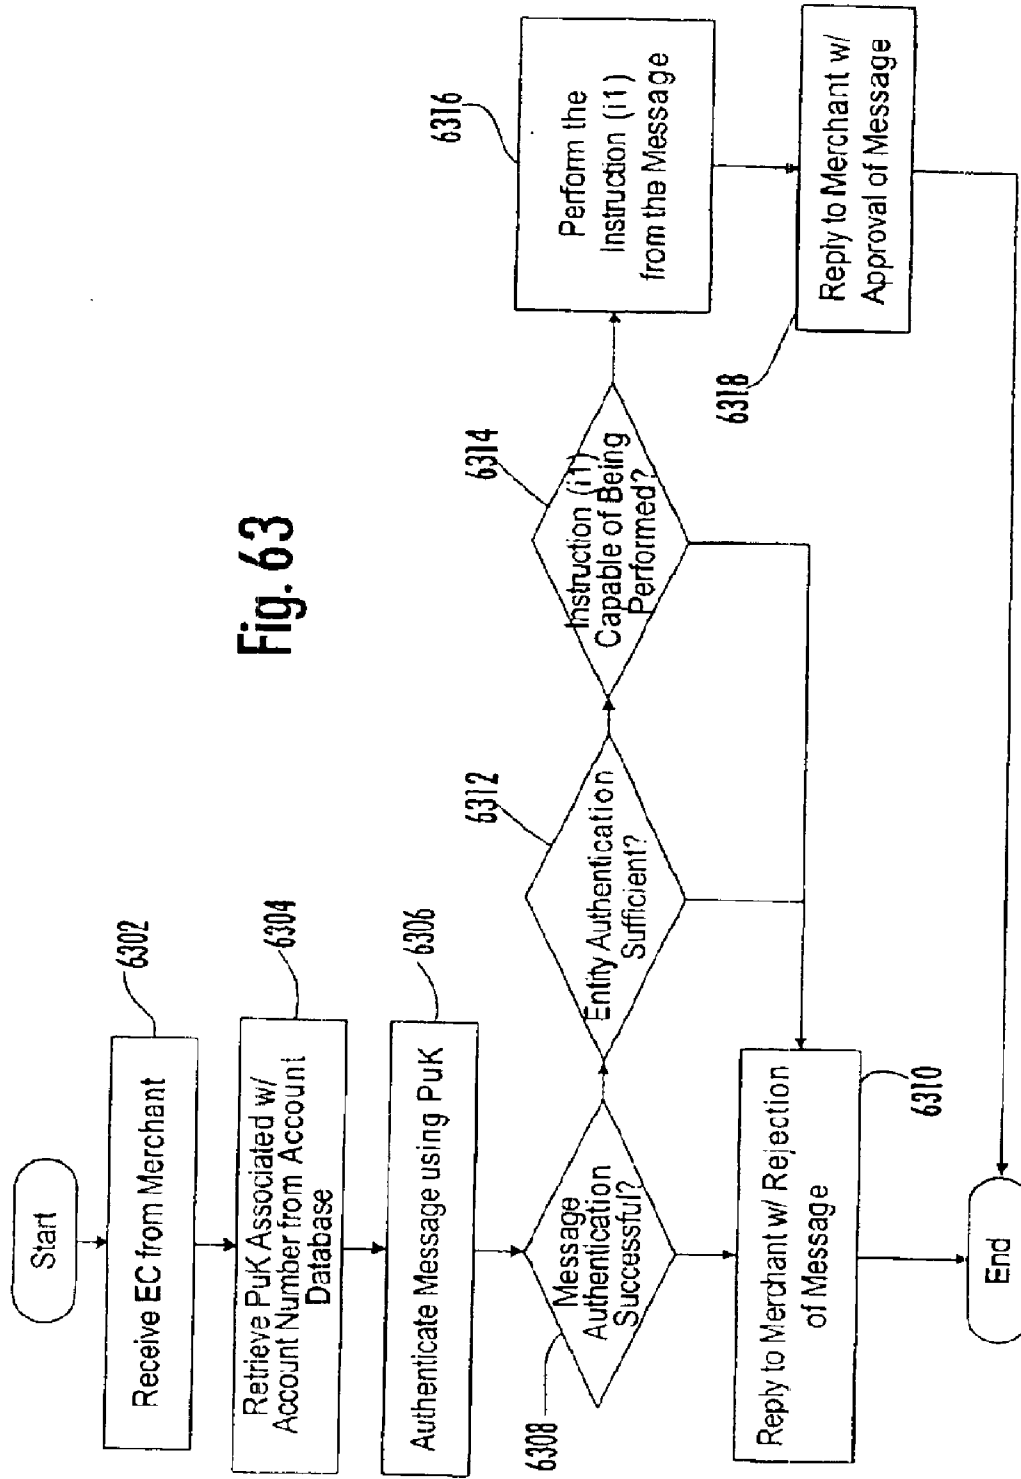 Start
Receive EC from Merchant
6302
Retrieve PuK Associated w/
Account Number from Account
Database
6304
Authenticate Message using PuK
6306
Message
Authentication
Successful?
6308
Reply to Merchant w/ Rejection
of Message
6310
End
Entity Authentication
Sufficient?
6312
Instruction (i1)
Capable of Being
Performed?
6314
Perform the
Instruction (i1)
from the Message
6316
Reply to Merchant w/
Approval of Message
6318
Fig. 63